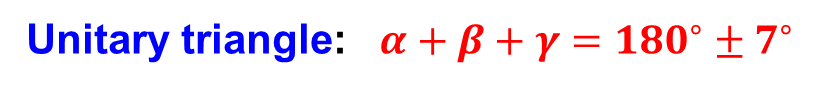 Unitary triangle: α + β + γ = 180° ± 7°